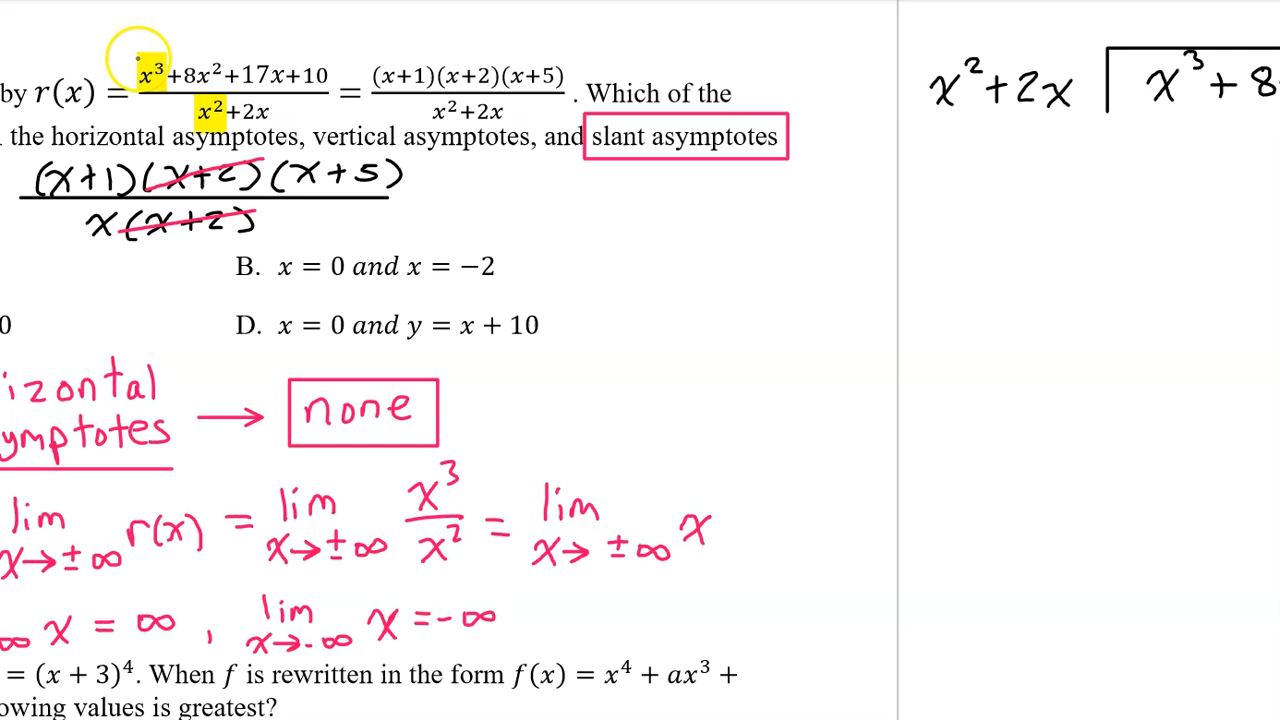 by r(x) = x³+8x²+17x+10 / x²+2x = (x+1)(x+2)(x+5) / x²+2x . Which of the
the horizontal asymptotes, vertical asymptotes, and slant asymptotes
(x+1)(x+2)(x+5)
x(x+2)
B. x = 0 and x = −2
0 D. x = 0 and y = x + 10
izontal
ymptotes → none
lim x→±∞ r(x) = lim x→±∞ x³/x² = lim x→±∞ x
∞ x = ∞ , lim x→-∞ x = -∞
= (x + 3)⁴. When f is rewritten in the form f(x) = x⁴ + ax³ +
owing values is greatest?
x²+2x x³+8